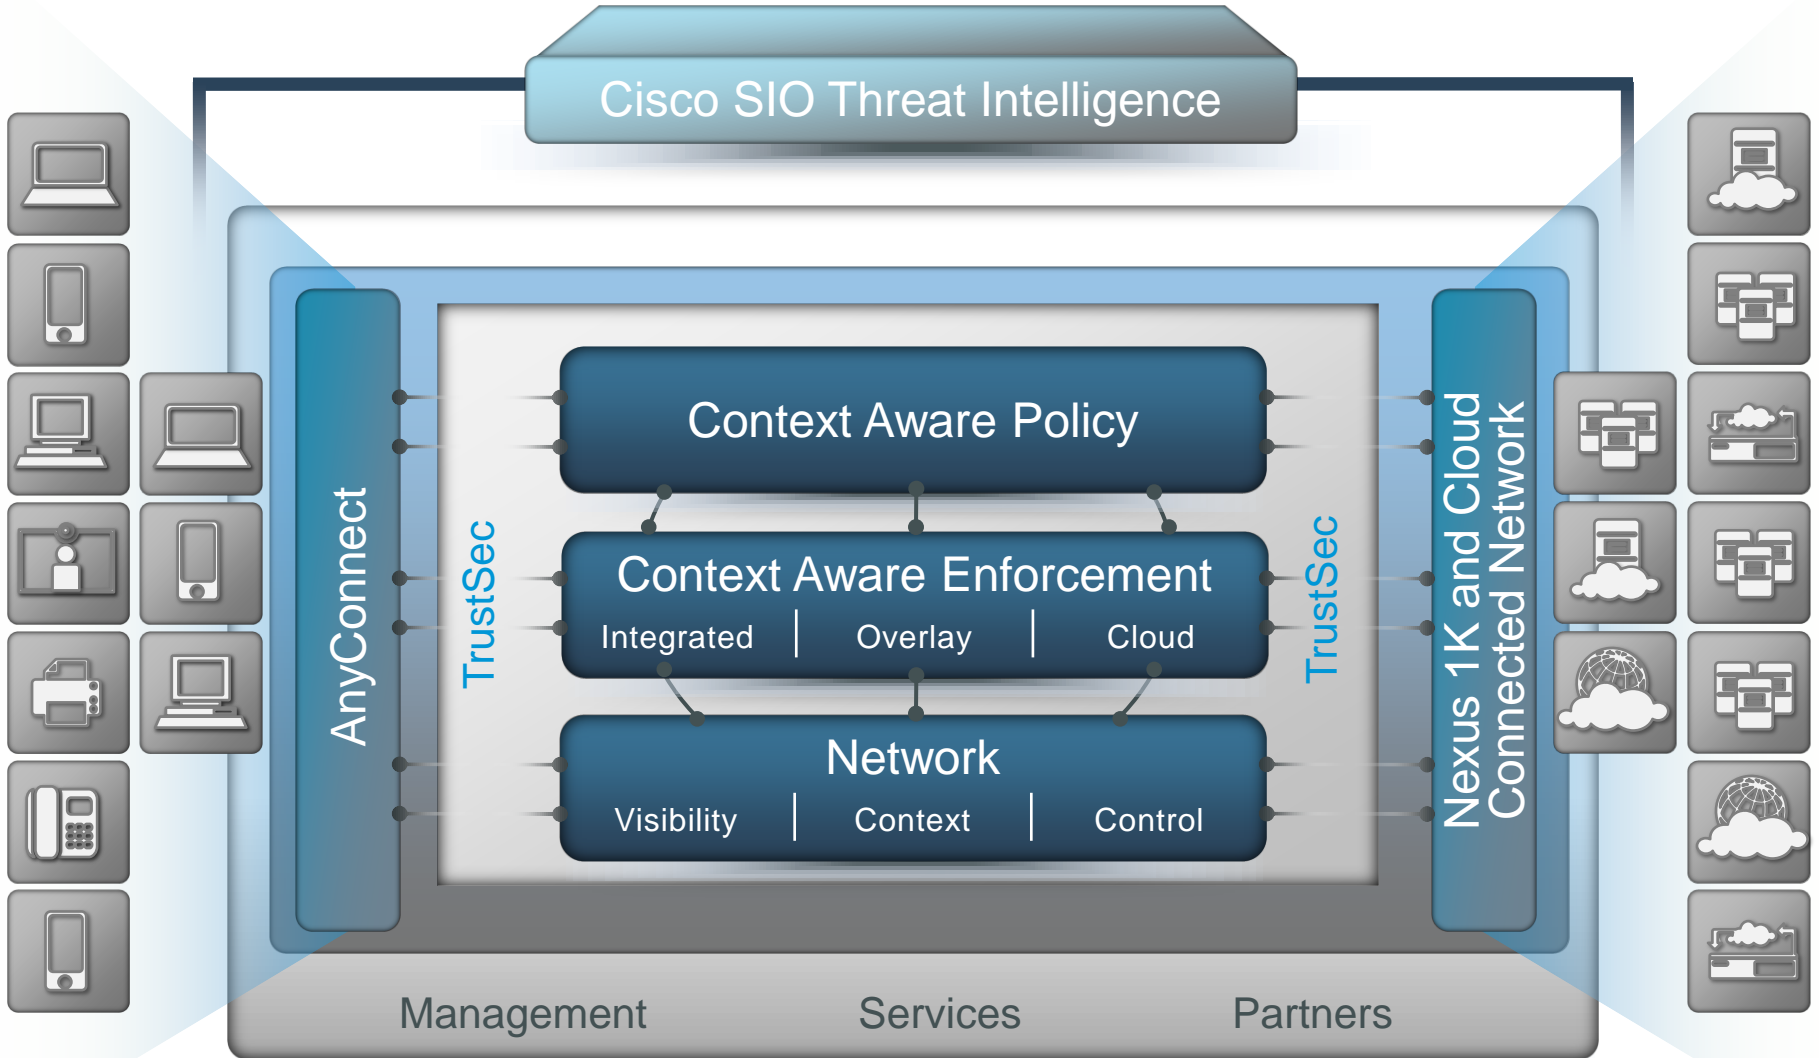 Cisco SIO Threat Intelligence
AnyConnect
TrustSec
Context Aware Policy
Context Aware Enforcement
Integrated
Overlay
Cloud
Network
Visibility
Context
Control
TrustSec
Nexus 1K and Cloud
Connected Network
Management
Services
Partners